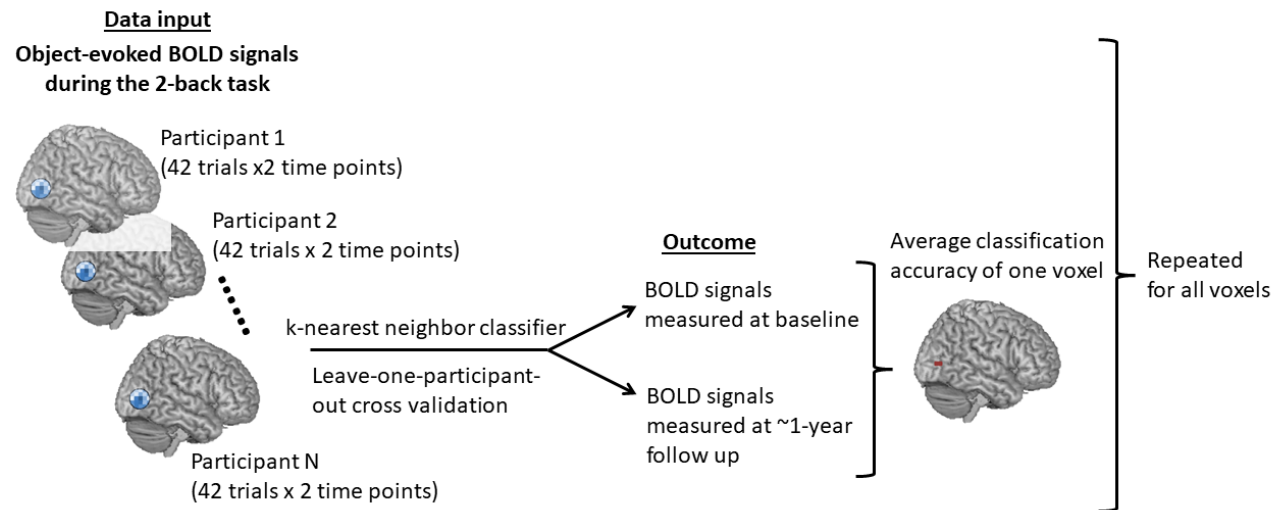 Data input
Object-evoked BOLD signals
during the 2-back task
Participant 1
(42 trials x2 time points)
Participant 2
(42 trials x 2 time points)
Participant N
(42 trials x 2 time points)
k-nearest neighbor classifier
Leave-one-participant-
out cross validation
Outcome
BOLD signals
measured at baseline
BOLD signals
measured at ~1-year
follow up
Average classification
accuracy of one voxel
Repeated
for all voxels